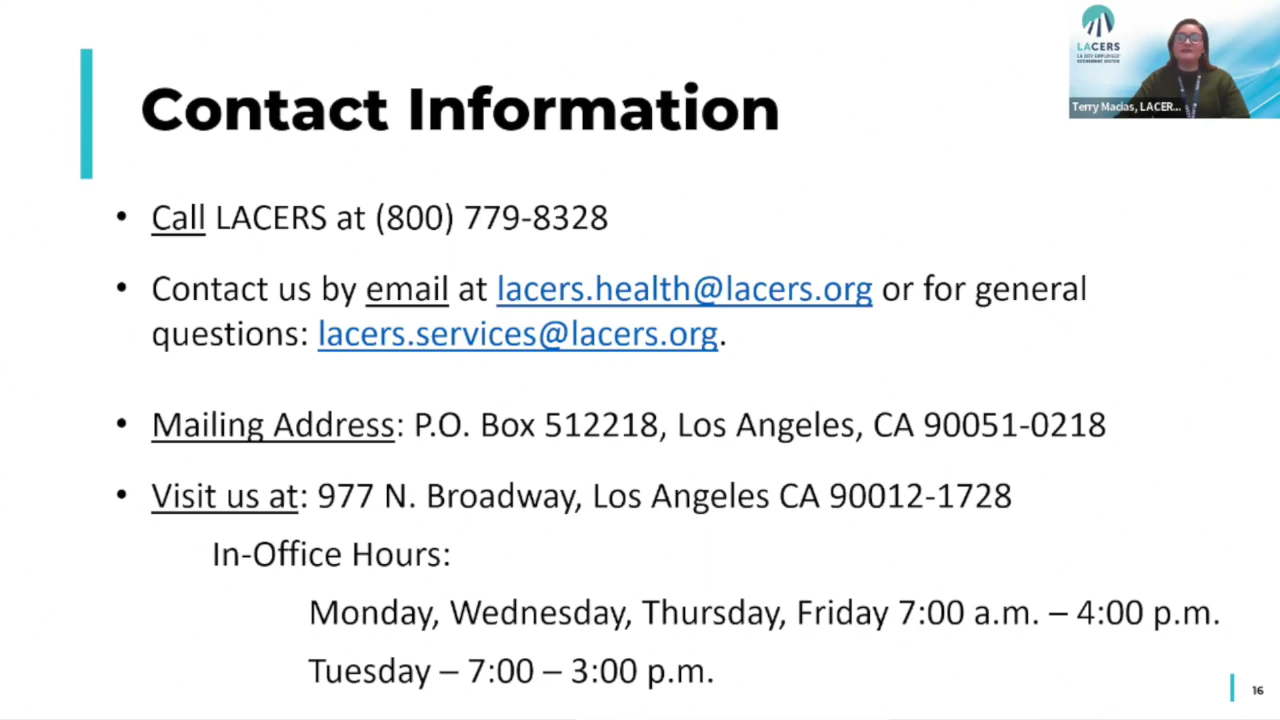 Contact Information
LACERS
LA CITY EMPLOYEES'
RETIREMENT SYSTEM
Terry Macias, LACER...
• Call LACERS at (800) 779-8328
• Contact us by email at lacers.health@lacers.org or for general
questions: lacers.services@lacers.org.
• Mailing Address: P.O. Box 512218, Los Angeles, CA 90051-0218
• Visit us at: 977 N. Broadway, Los Angeles CA 90012-1728
In-Office Hours:
Monday, Wednesday, Thursday, Friday 7:00 a.m. – 4:00 p.m.
Tuesday – 7:00 – 3:00 p.m.
16